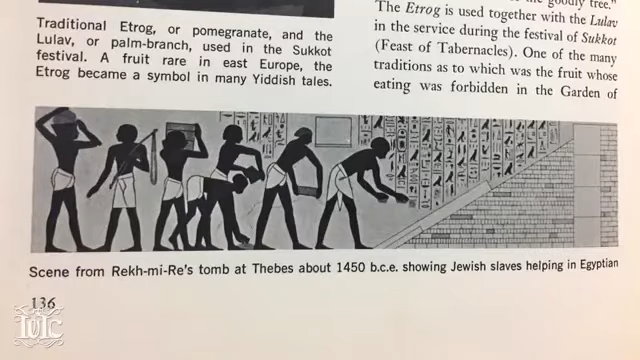 Traditional Etrog, or pomegranate, and the
Lulav, or palm-branch, used in the Sukkot
festival. A fruit rare in east Europe, the
Etrog became a symbol in many Yiddish tales.
goodly tree."
The Etrog is used together with the Lulav
in the service during the festival of Sukkot
(Feast of Tabernacles). One of the many
traditions as to which was the fruit whose
eating was forbidden in the Garden of
Scene from Rekh-mi-Re's tomb at Thebes about 1450 b.c.e. showing Jewish slaves helping in Egyptian
136
IUIC